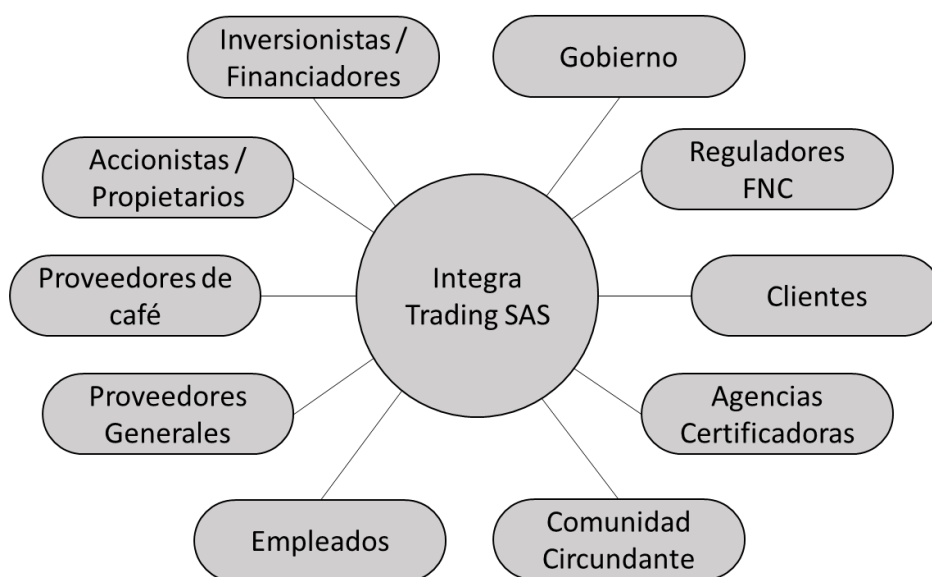 Inversionistas /
Financiadores
Gobierno
Accionistas /
Propietarios
Reguladores
FNC
Proveedores de
café
Integra
Trading SAS
Clientes
Proveedores
Generales
Agencias
Certificadoras
Empleados
Comunidad
Circundante